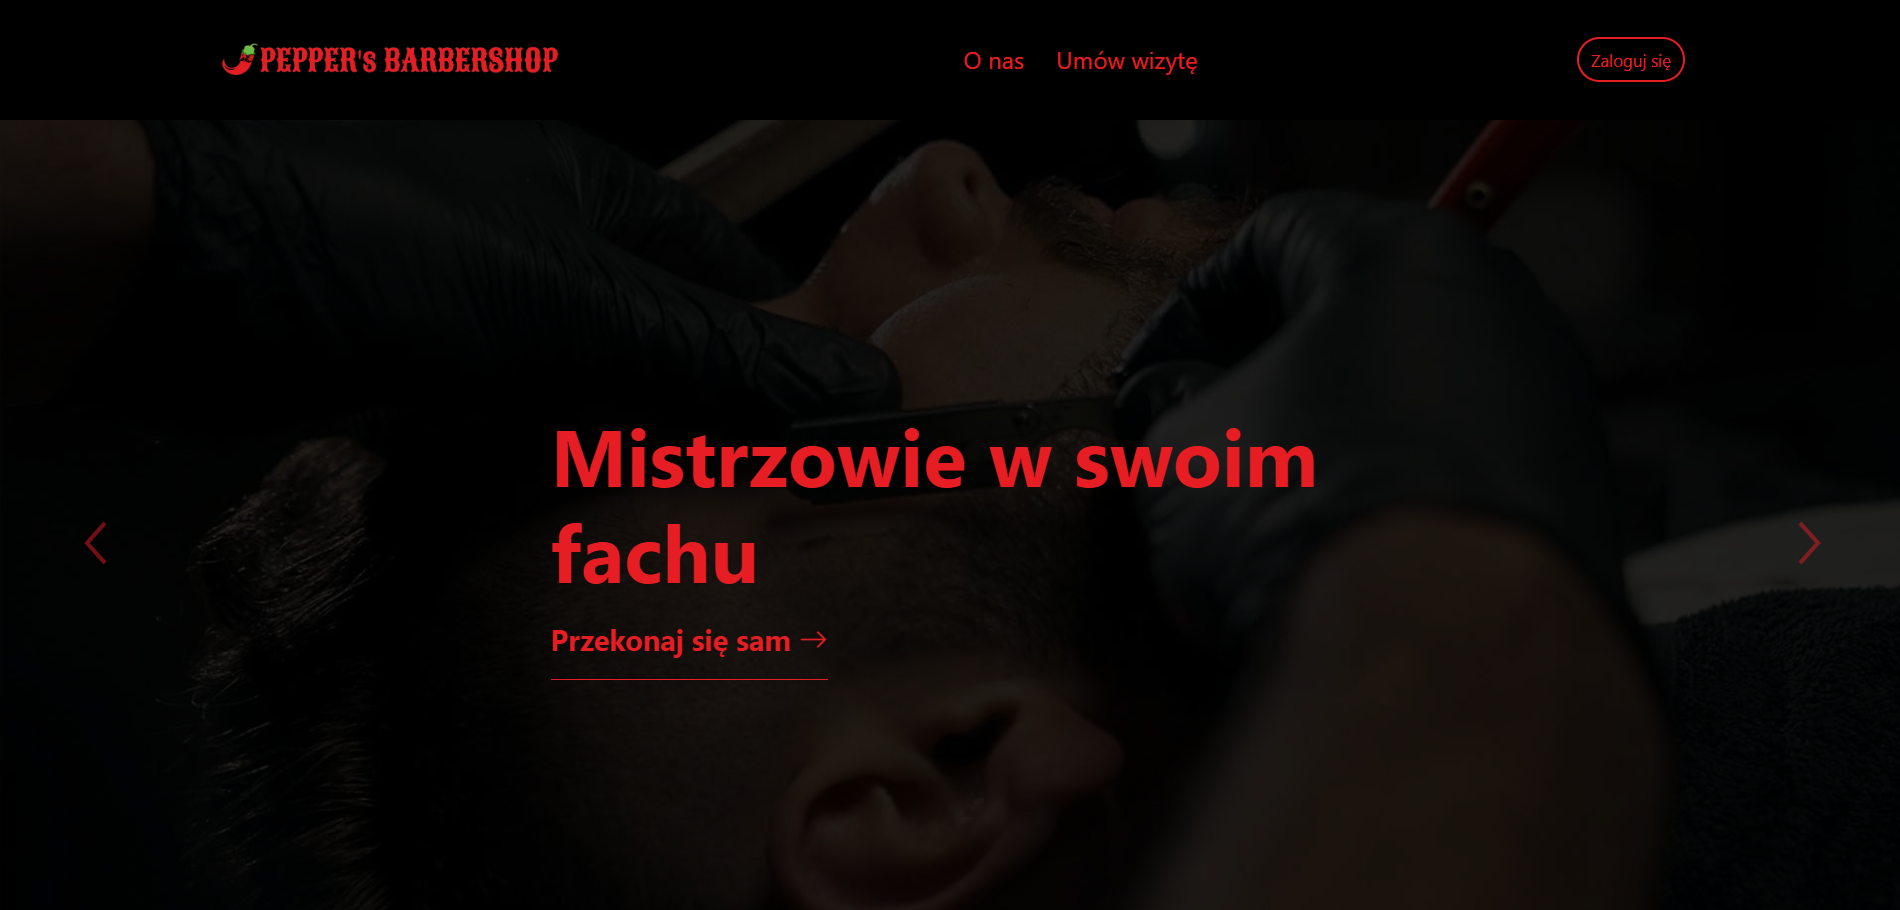 PEPPER's BARBERSHOP
O nas
Umów wizytę
Zaloguj się
Mistrzowie w swoim
fachu
Przekonaj się sam